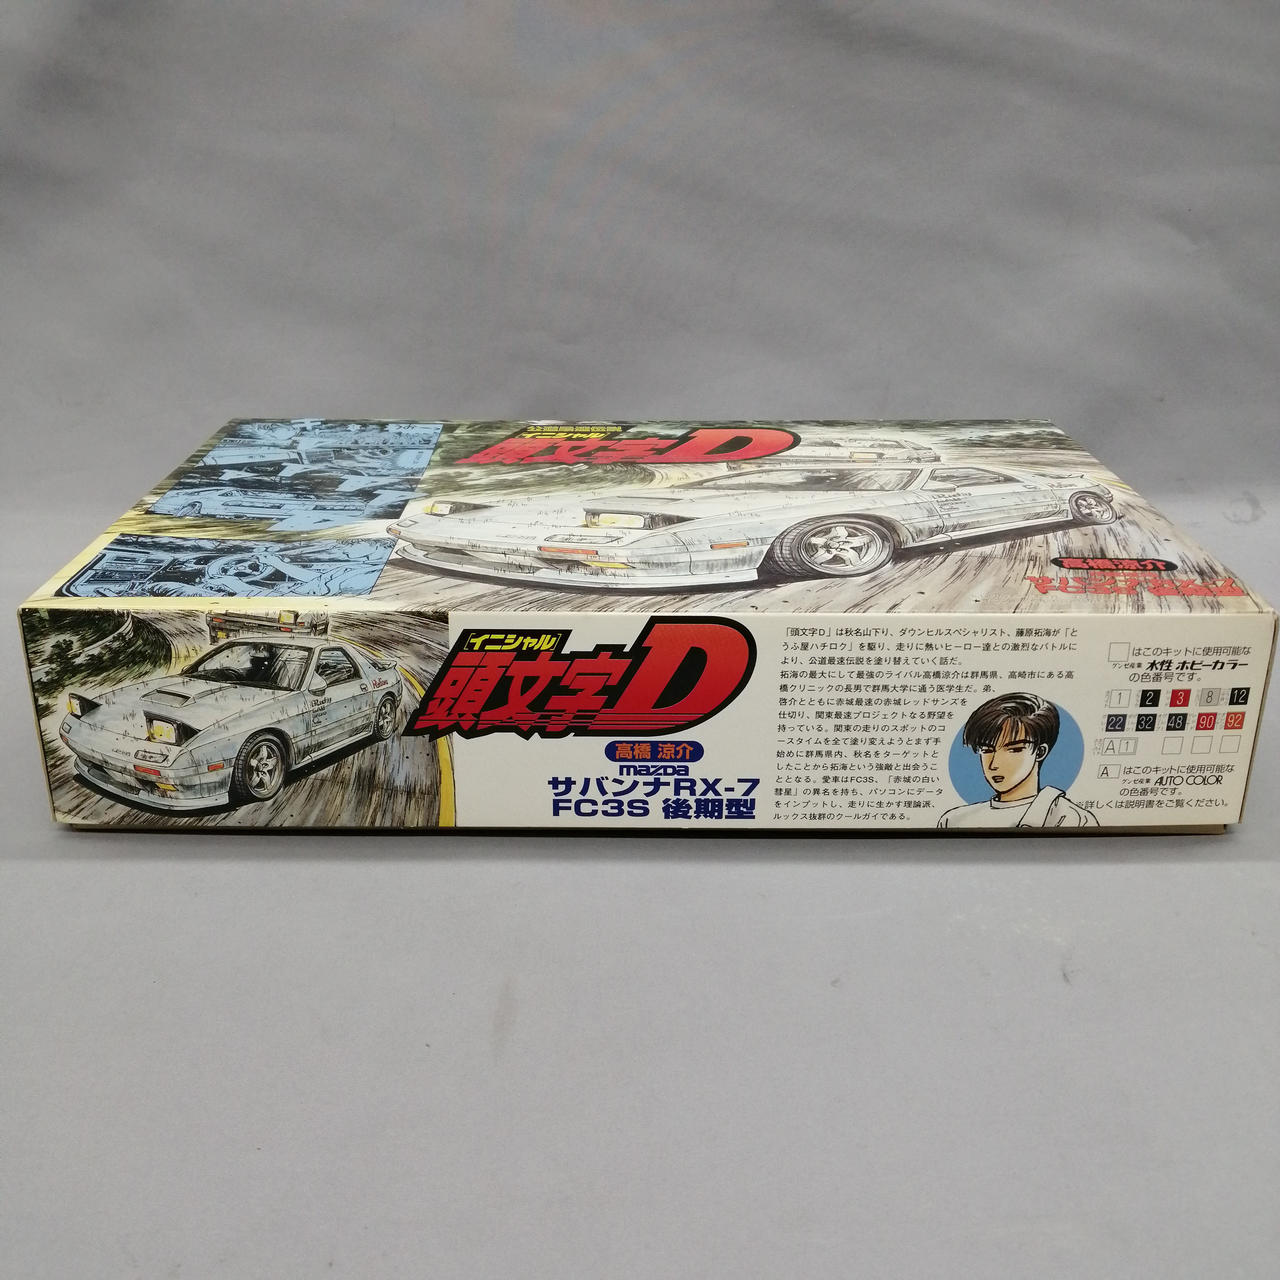 公道最速伝説
[イニシャル]
頭文字D
高橋涼介
Ruby
[イニシャル]
頭文字D
高橋 涼介
mazda
サバンナRX-7
FC3S 後期型
「頭文字D」は秋名山下り、ダウンヒルスペシャリスト、藤原拓海が「と
うふ屋ハチロク」を駆り、走りに熱いヒーロー達との激烈なバトルに
より、公道最速伝説を塗り替えていく話だ。
拓海の最大にして最強のライバル高橋涼介は群馬県、高崎市にある高
橋クリニックの長男で群馬大学に通う医学生だ。弟、
啓介とともに赤城最速の赤城レッドサンズを
仕切り、関東最速プロジェクトなる野望を
持っている。関東の走りのスポットのコ
ースタイムを全て塗り変えようとまず手
始めに群馬県内、秋名をターゲットと
したことから拓海という強敵と出会うこ
ととなる。愛車はFC3S、「赤城の白い
彗星」の異名を持ち、パソコンにデータ
をインプットし、走りに生かす理論派、
ルックス抜群のクールガイである。
はこのキットに使用可能な
グンゼ産業 水性 ホビーカラー
の色番号です。
1 2 3 8 12
22 32 48 90 92
A 1
A はこのキットに使用可能な
グンゼ産業 AUTO COLOR
の色番号です。
※詳しくは説明書をご覧ください。